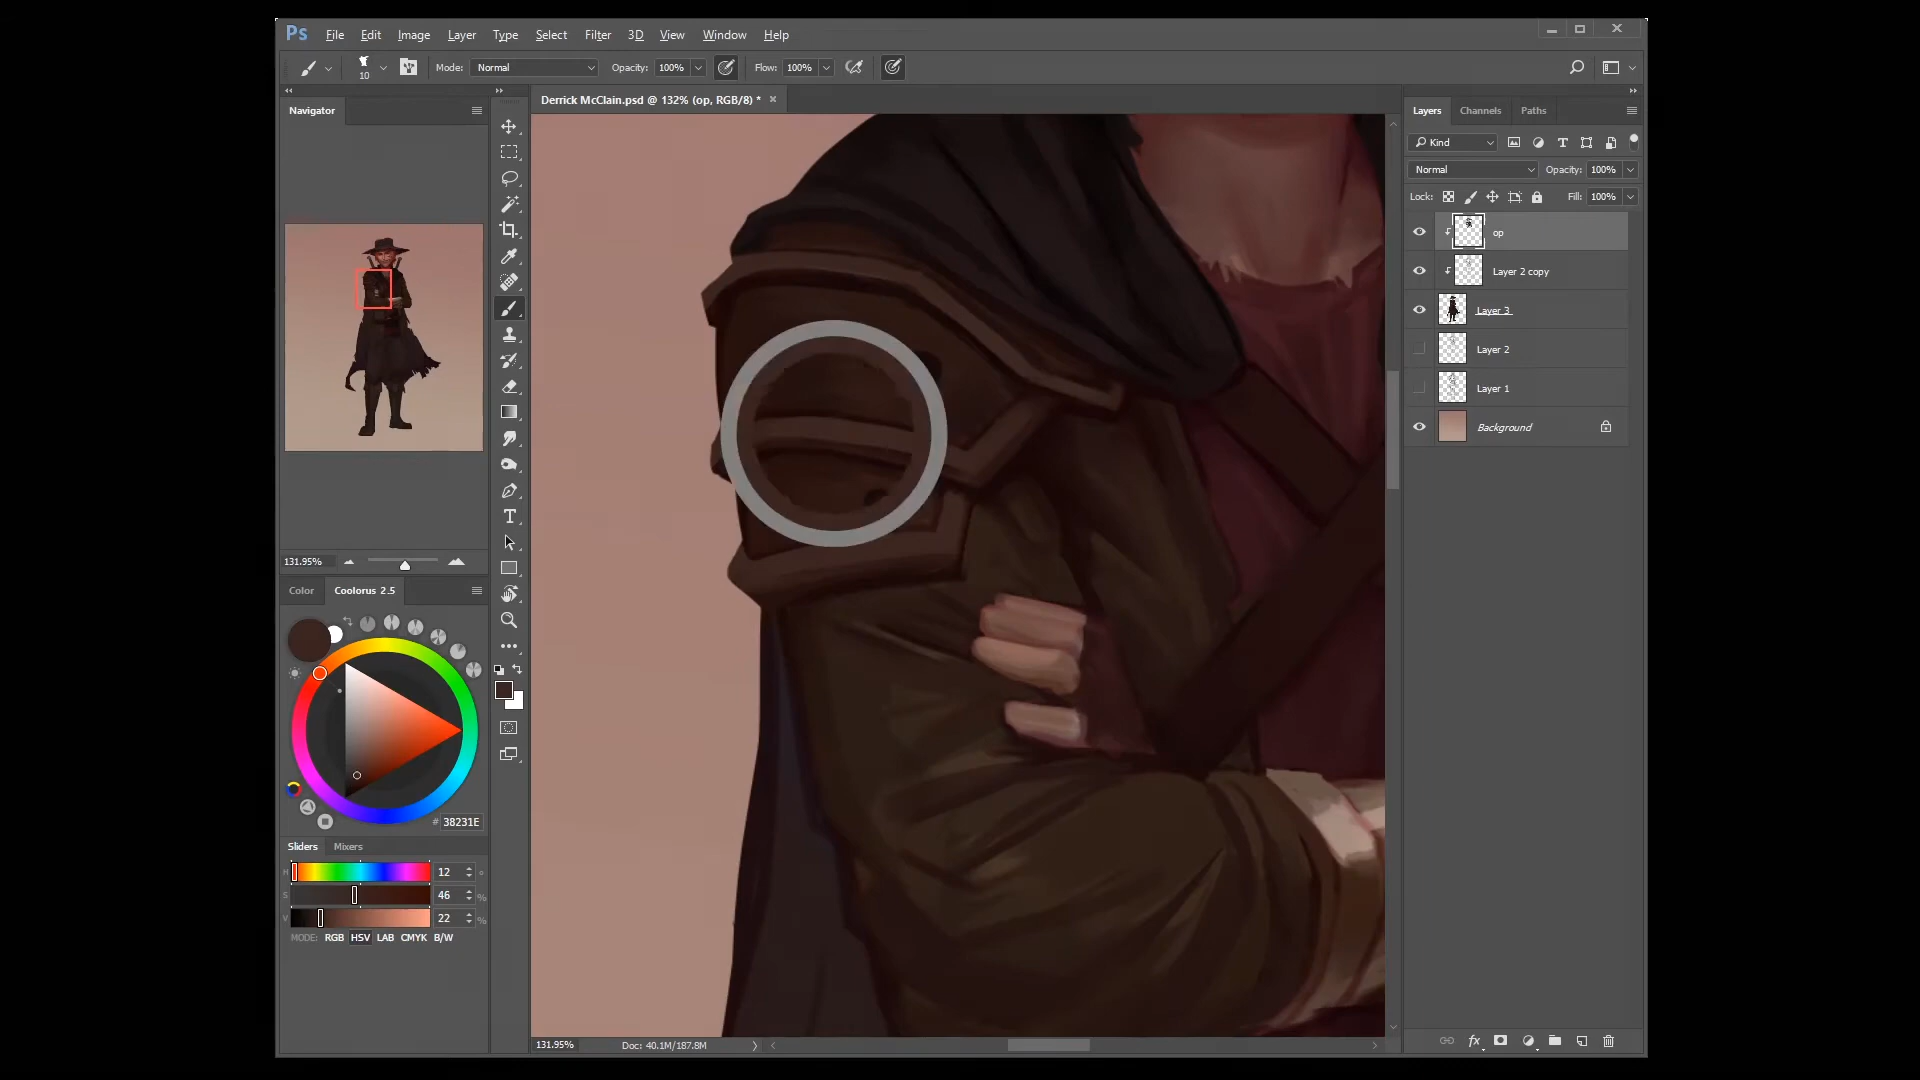 Ps File Edit Image Layer Type Select Filter 3D View Window Help
10 Mode: Normal Opacity: 100% Flow: 100%
Navigator
Derrick McClain.psd @ 132% (op, RGB/8) *
Layers Channels Paths
Kind
Normal Opacity: 100%
Lock: Fill: 100%
op
Layer 2 copy
Layer 3
Layer 2
Layer 1
Background
131.95%
Color Coolorus 2.5
# 38231E
Sliders Mixers
H 12 °
S 46 %
V 22 %
MODE: RGB HSV LAB CMYK B/W
131.95% Doc: 40.1M/187.8M
fx